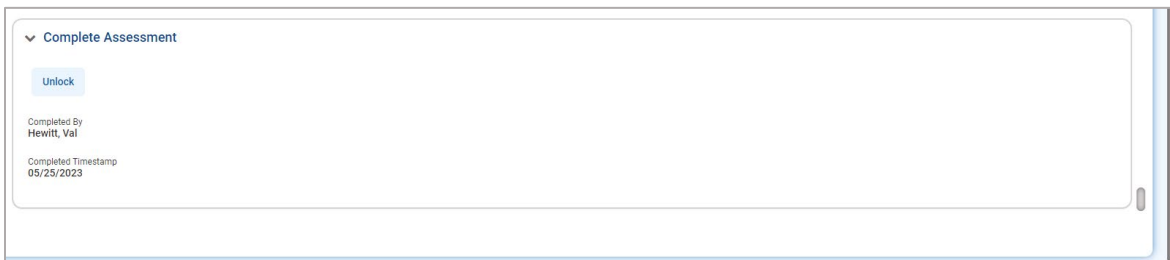 Complete Assessment
Unlock
Completed By
Hewitt, Val
Completed Timestamp
05/25/2023